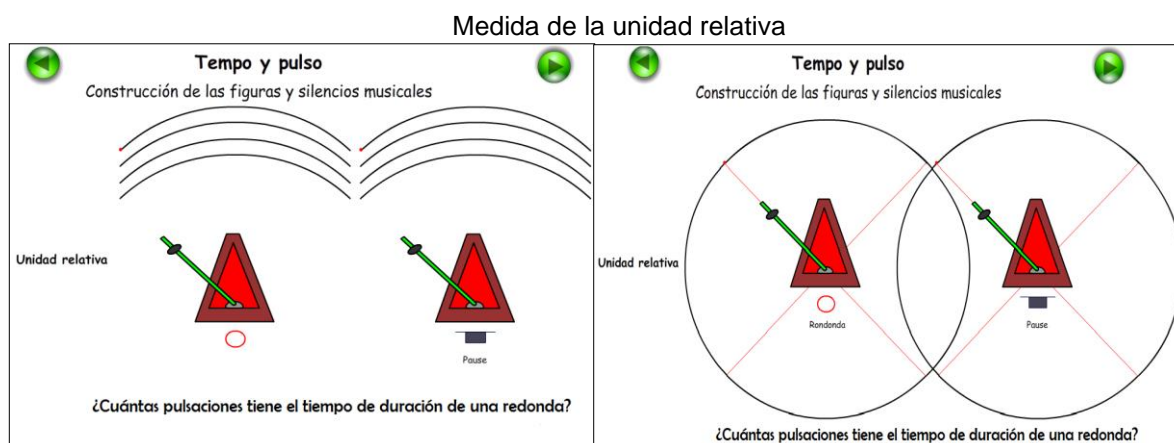 Medida de la unidad relativa
Tempo y pulso
Construcción de las figuras y silencios musicales
Unidad relativa
Pause
¿Cuántas pulsaciones tiene el tiempo de duración de una redonda?
Tempo y pulso
Construcción de las figuras y silencios musicales
Unidad relativa
Rondonda
Pause
¿Cuántas pulsaciones tiene el tiempo de duración de una redonda?